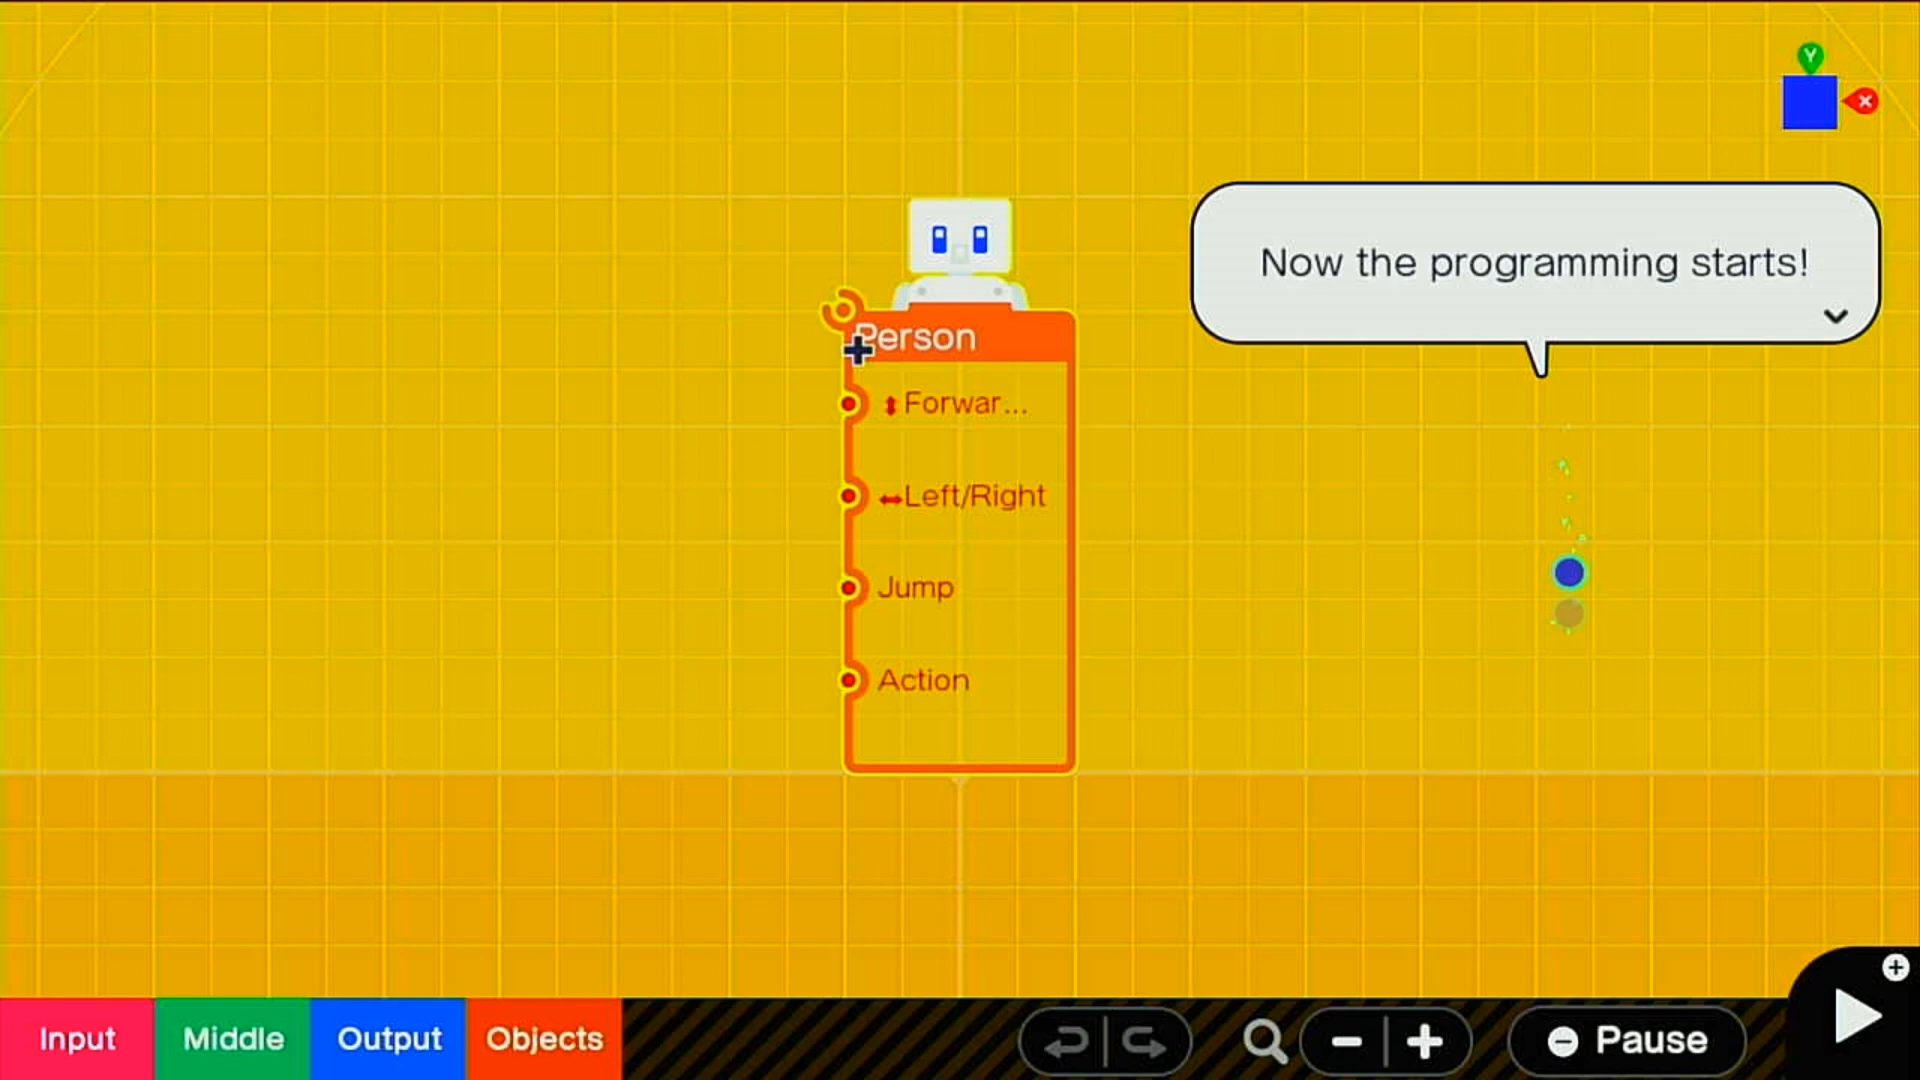 Y
X
Now the programming starts!
Person
Forwar...
Left/Right
Jump
Action
Input
Middle
Output
Objects
Pause